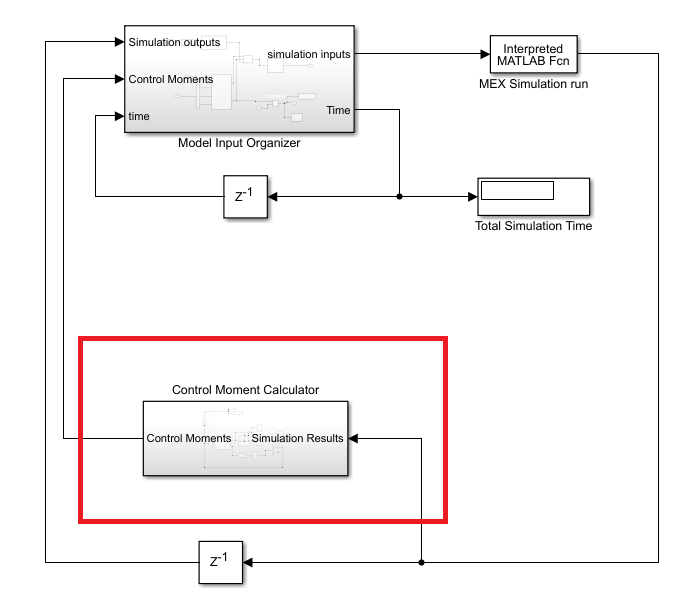 Simulation outputs
simulation inputs
Control Moments
Time
time
Model Input Organizer
Interpreted
MATLAB Fcn
MEX Simulation run
Z-1
Total Simulation Time
Control Moment Calculator
Control Moments
Simulation Results
Z-1